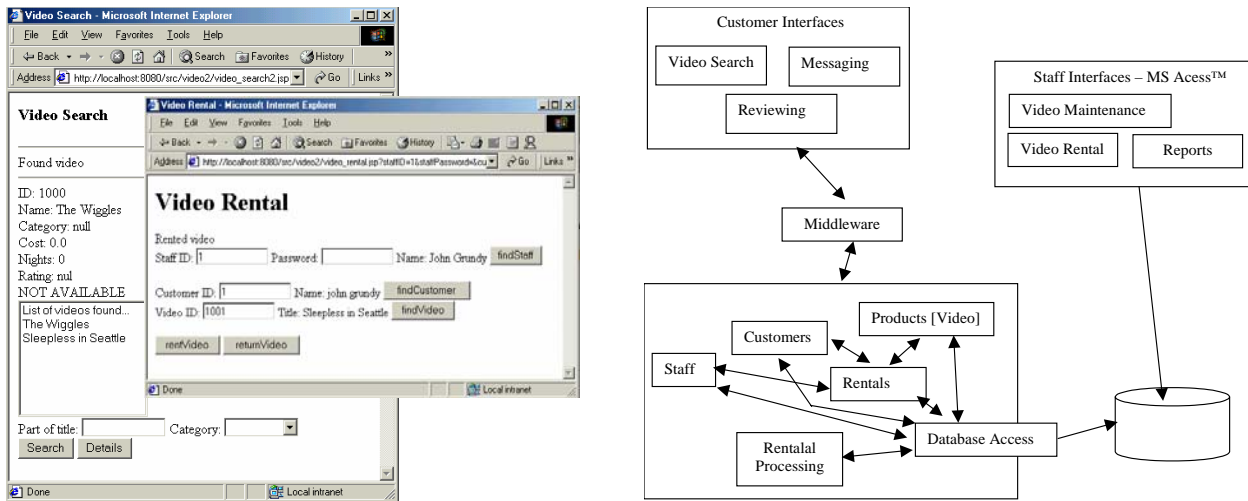 Video Search - Microsoft Internet Explorer
File Edit View Favorites Tools Help
Back Search Favorites History »
Address http://localhost:8080/src/video2/video_search2.jsp Go Links »
Video Search
Found video
ID: 1000
Name: The Wiggles
Category: null
Cost: 0.0
Nights: 0
Rating: nul
NOT AVAILABLE
List of videos found...
The Wiggles
Sleepless in Seattle
Part of title: Category:
Search Details
Done Local intranet
Video Rental - Microsoft Internet Explorer
File Edit View Favorites Tools Help
Back Search Favorites History »
Address http://localhost:8080/src/video2/video_rental.jsp?staffID=1&staffPassword=&cu Go Links »
Video Rental
Rented video
Staff ID: 1 Password: Name: John Grundy findStaff
Customer ID: 1 Name: john grundy findCustomer
Video ID: 1001 Title: Sleepless in Seattle findVideo
rentVideo returnVideo
Done Local intranet
Customer Interfaces
Video Search
Messaging
Reviewing
Staff Interfaces – MS Acess™
Video Maintenance
Video Rental
Reports
Middleware
Products [Video]
Customers
Staff
Rentals
Database Access
Rentalal
Processing